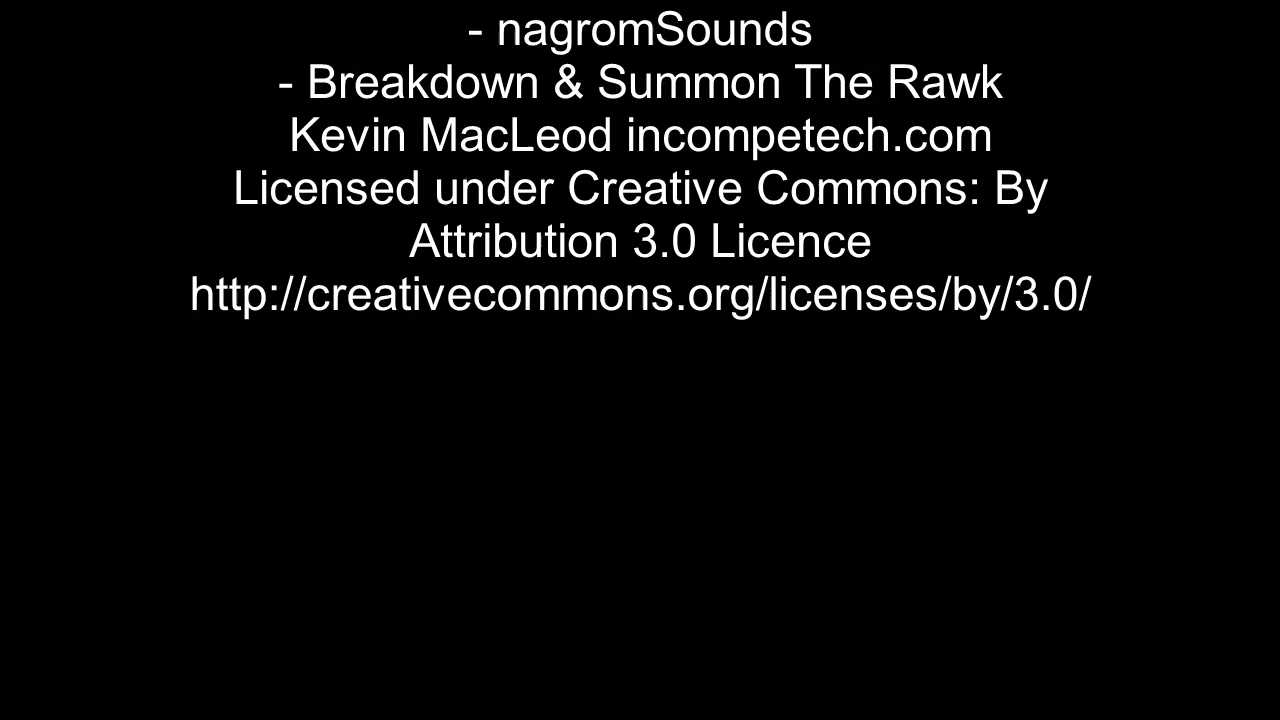 - nagromSounds
- Breakdown & Summon The Rawk
Kevin MacLeod incompetech.com
Licensed under Creative Commons: By
Attribution 3.0 Licence
http://creativecommons.org/licenses/by/3.0/